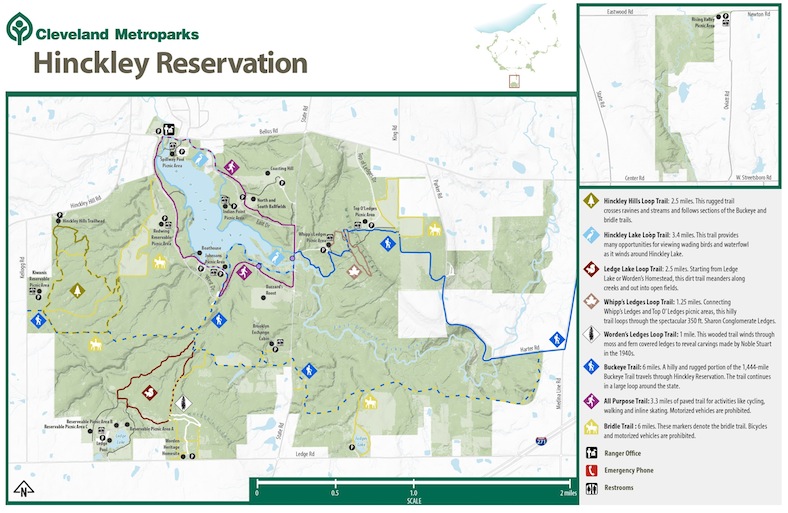 Cleveland Metroparks
Hinckley Reservation
Eastwood Rd
Newton Rd
Rising Valley
Picnic Area
State Rd
Oviatt Rd
Center Rd
W. Streetsboro Rd
Bellus Rd
State Rd
King Rd
Parker Rd
Spillway Pool
Picnic Area
Coasting Hill
Hinckley Hill Rd
Hinckley Hills Trailhead
North and
South Ballfields
Indian Point
Picnic Area
Redwing
Reservable
Picnic Area
Top O'Ledges
Picnic Area
Whipp's Ledges
Picnic Area
Boathouse
Johnsons
Picnic Area
Kellogg Rd
Kiwanis
Reservable
Picnic Area
Buzzard's
Roost
Brooklyn
Exchange
Harter Rd
Medina Line Rd
Reservable Picnic Area B
Reservable Picnic Area C
Reservable Picnic Area A
Ledge
Pool
Ledge
Lake
Worden
Heritage
Homesite
State Rd
Ledge Rd
271
N
0
0.5
1.0
2 miles
SCALE
Hinckley Hills Loop Trail: 2.5 miles. This rugged trail
crosses ravines and streams and follows sections of the Buckeye and
bridle trails.
Hinckley Lake Loop Trail: 3.4 miles. This trail provides
many opportunities for viewing wading birds and waterfowl
as it winds around Hinckley Lake.
Ledge Lake Loop Trail: 2.5 miles. Starting from Ledge
Lake or Worden's Homestead, this dirt trail meanders along
creeks and out into open fields.
Whipp's Ledges Loop Trail: 1.25 miles. Connecting
Whipp's Ledges and Top O' Ledges picnic areas, this hilly
trail loops through the spectacular 350 ft. Sharon Conglomerate Ledges.
Worden's Ledges Loop Trail: 1 mile. This wooded trail winds through
moss and fern covered ledges to reveal carvings made by Noble Stuart
in the 1940s.
Buckeye Trail: 6 miles. A hilly and rugged portion of the 1,444-mile
Buckeye Trail travels through Hinckley Reservation. The trail continues
in a large loop around the state.
All Purpose Trail: 3.3 miles of paved trail for activities like cycling,
walking and inline skating. Motorized vehicles are prohibited.
Bridle Trail : 6 miles. These markers denote the bridle trail. Bicycles
and motorized vehicles are prohibited.
Ranger Office
Emergency Phone
Restrooms